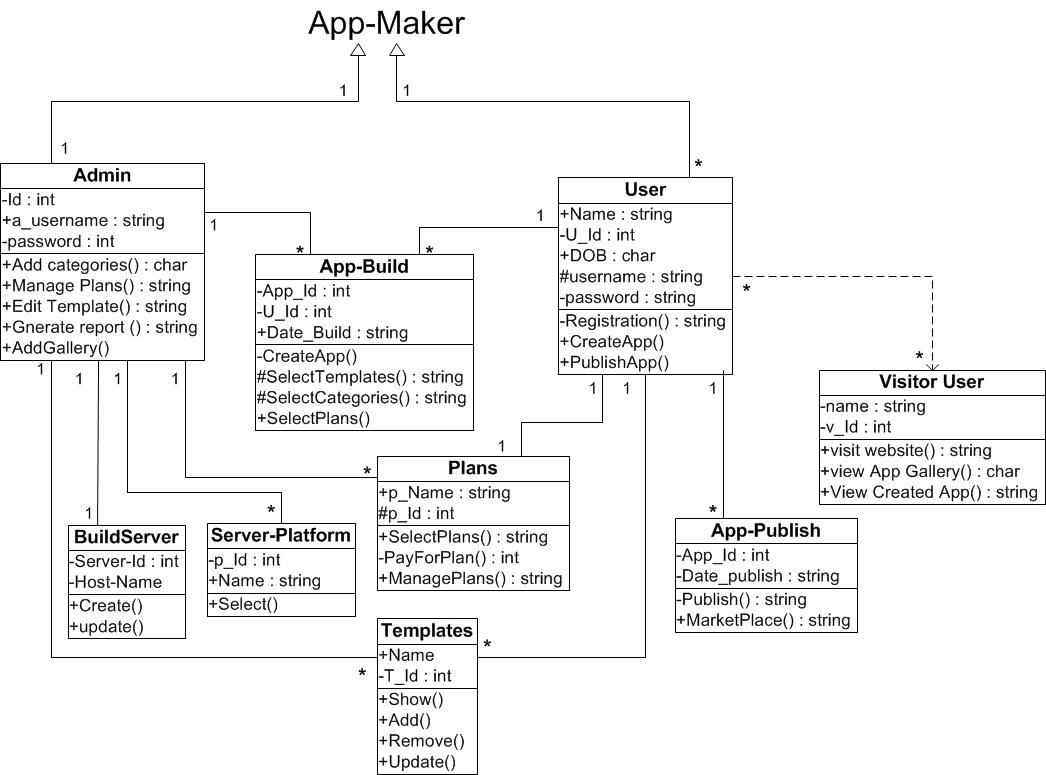 App-Maker
1
1
1
*
Admin
-Id : int
+a_username : string
-password : int
+Add categories() : char
+Manage Plans() : string
+Edit Template() : string
+Gnerate report () : string
+AddGallery()
1
*
User
+Name : string
-U_Id : int
+DOB : char
#username : string
-password : string
-Registration() : string
+CreateApp()
+PublishApp()
1
*
App-Build
-App_Id : int
-U_Id : int
+Date_Build : string
-CreateApp()
#SelectTemplates() : string
#SelectCategories() : string
+SelectPlans()
*
*
Visitor User
-name : string
-v_Id : int
+visit website() : string
+view App Gallery() : char
+View Created App() : string
1
1
1
1
1
1
1
1
*
Plans
+p_Name : string
#p_Id : int
+SelectPlans() : string
-PayForPlan() : int
+ManagePlans() : string
1
BuildServer
-Server-Id : int
-Host-Name
+Create()
+update()
*
Server-Platform
-p_Id : int
+Name : string
+Select()
*
App-Publish
-App_Id : int
-Date_publish : string
-Publish() : string
+MarketPlace() : string
*
*
Templates
+Name
-T_Id : int
+Show()
+Add()
+Remove()
+Update()